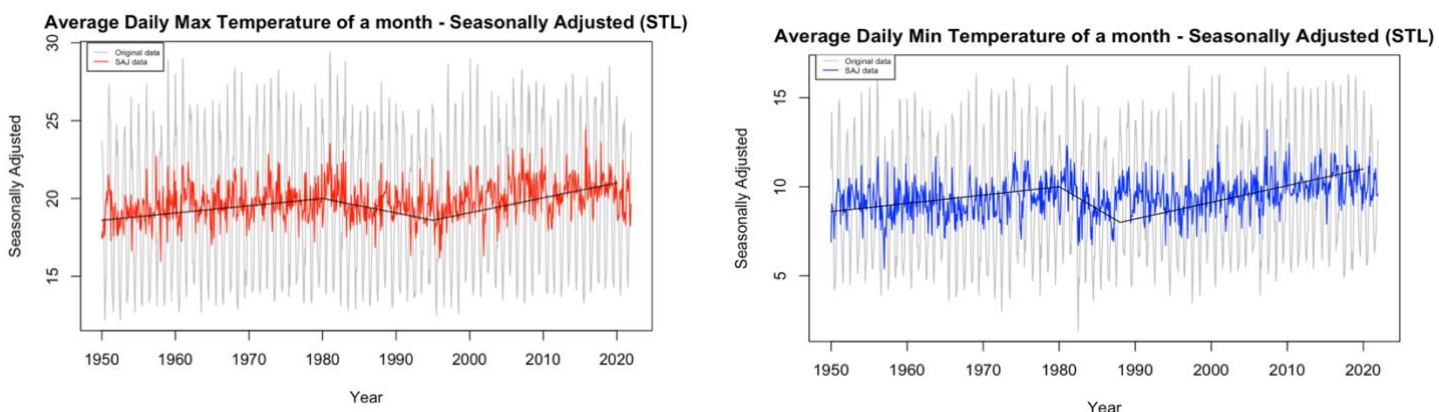 Average Daily Max Temperature of a month - Seasonally Adjusted (STL)
Original data
SAJ data
Seasonally Adjusted
30
25
20
15
1950 1960 1970 1980 1990 2000 2010 2020
Year
Average Daily Min Temperature of a month - Seasonally Adjusted (STL)
Original data
SAJ data
Seasonally Adjusted
15
10
5
1950 1960 1970 1980 1990 2000 2010 2020
Year